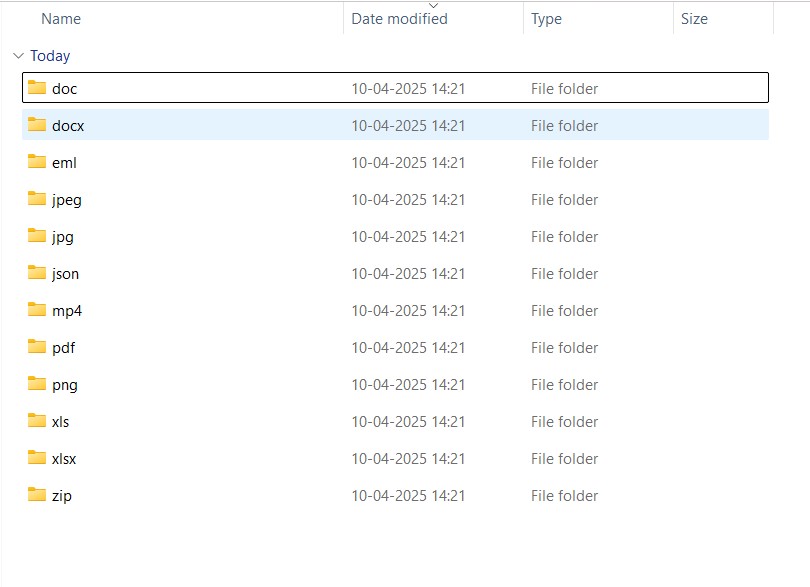 Name Date modified Type Size
Today
doc 10-04-2025 14:21 File folder
docx 10-04-2025 14:21 File folder
eml 10-04-2025 14:21 File folder
jpeg 10-04-2025 14:21 File folder
jpg 10-04-2025 14:21 File folder
json 10-04-2025 14:21 File folder
mp4 10-04-2025 14:21 File folder
pdf 10-04-2025 14:21 File folder
png 10-04-2025 14:21 File folder
xls 10-04-2025 14:21 File folder
xlsx 10-04-2025 14:21 File folder
zip 10-04-2025 14:21 File folder